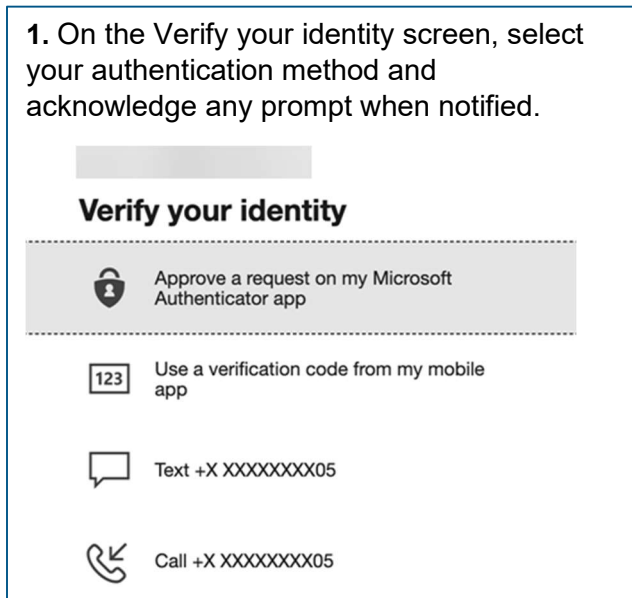 1. On the Verify your identity screen, select
your authentication method and
acknowledge any prompt when notified.
Verify your identity
Approve a request on my Microsoft
Authenticator app
123
Use a verification code from my mobile
app
Text +X XXXXXXXX05
Call +X XXXXXXXX05